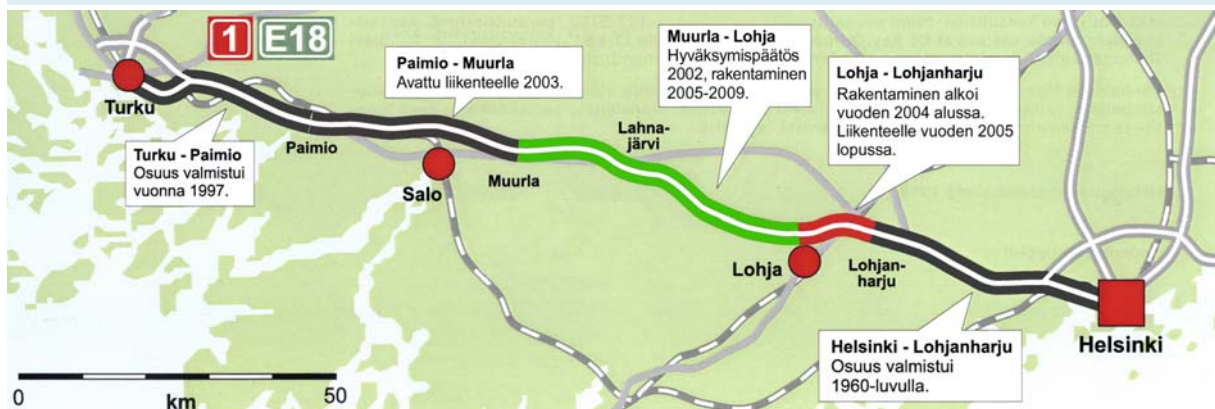 1 E18
Turku
Turku - Paimio
Osuus valmistui
vuonna 1997.
Paimio
Paimio - Muurla
Avattu liikenteelle 2003.
Salo
Muurla
Lahna-
järvi
Muurla - Lohja
Hyväksymispäätös
2002, rakentaminen
2005-2009.
Lohja - Lohjanharju
Rakentaminen alkoi
vuoden 2004 alussa.
Liikenteelle vuoden 2005
lopussa.
Lohja
Lohjan-
harju
Helsinki - Lohjanharju
Osuus valmistui
1960-luvulla.
Helsinki
0 km 50